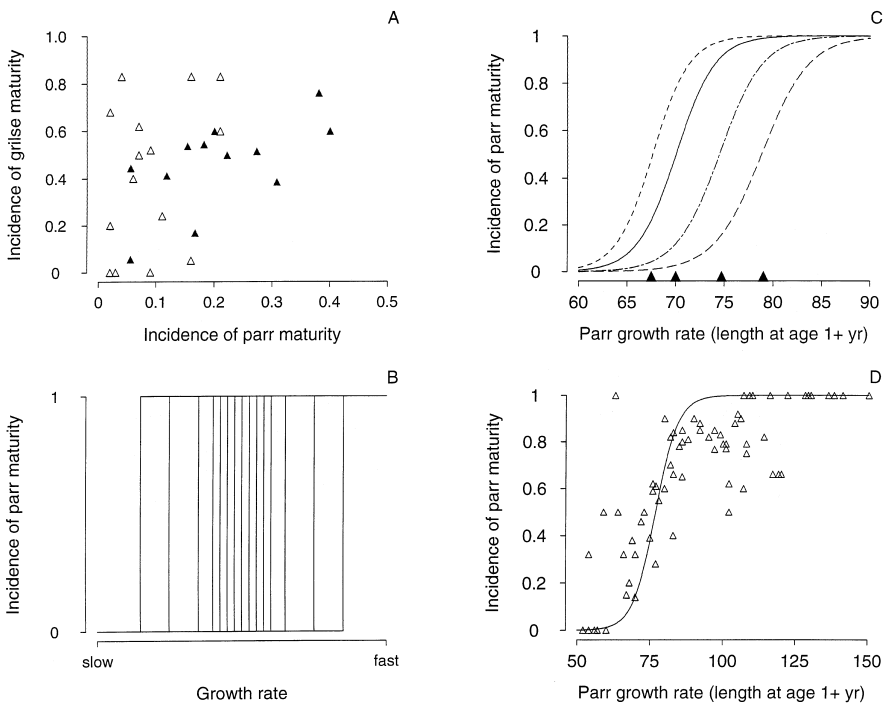 A
1.0
0.8
0.6
0.4
0.2
0
0
0.1
0.2
0.3
0.4
0.5
Incidence of grilse maturity
Incidence of parr maturity
C
1
0.8
0.6
0.4
0.2
0
60
65
70
75
80
85
90
Incidence of parr maturity
Parr growth rate (length at age 1+ yr)
B
1
0
slow
fast
Incidence of parr maturity
Growth rate
D
1
0.8
0.6
0.4
0.2
0
50
75
100
125
150
Incidence of parr maturity
Parr growth rate (length at age 1+ yr)